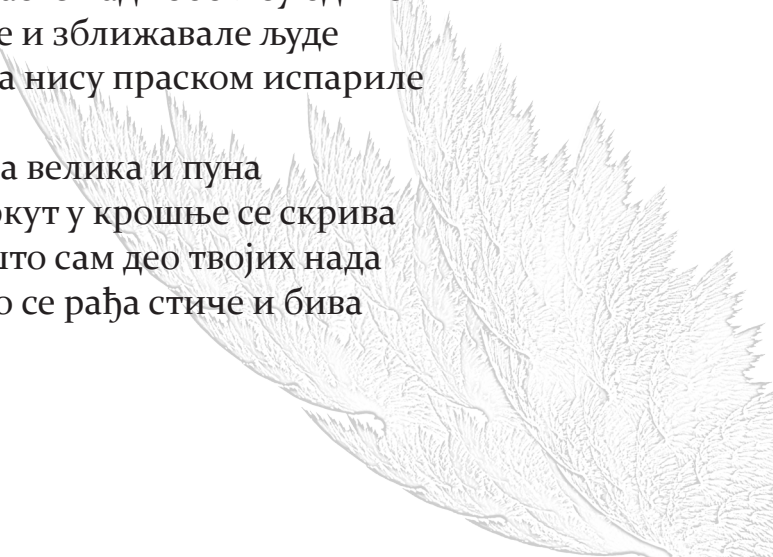 е и зближавале људе
а нису праском испариле
а велика и пуна
кут у крошње се скрива
што сам део твојих нада
о се рађа стиче и бива